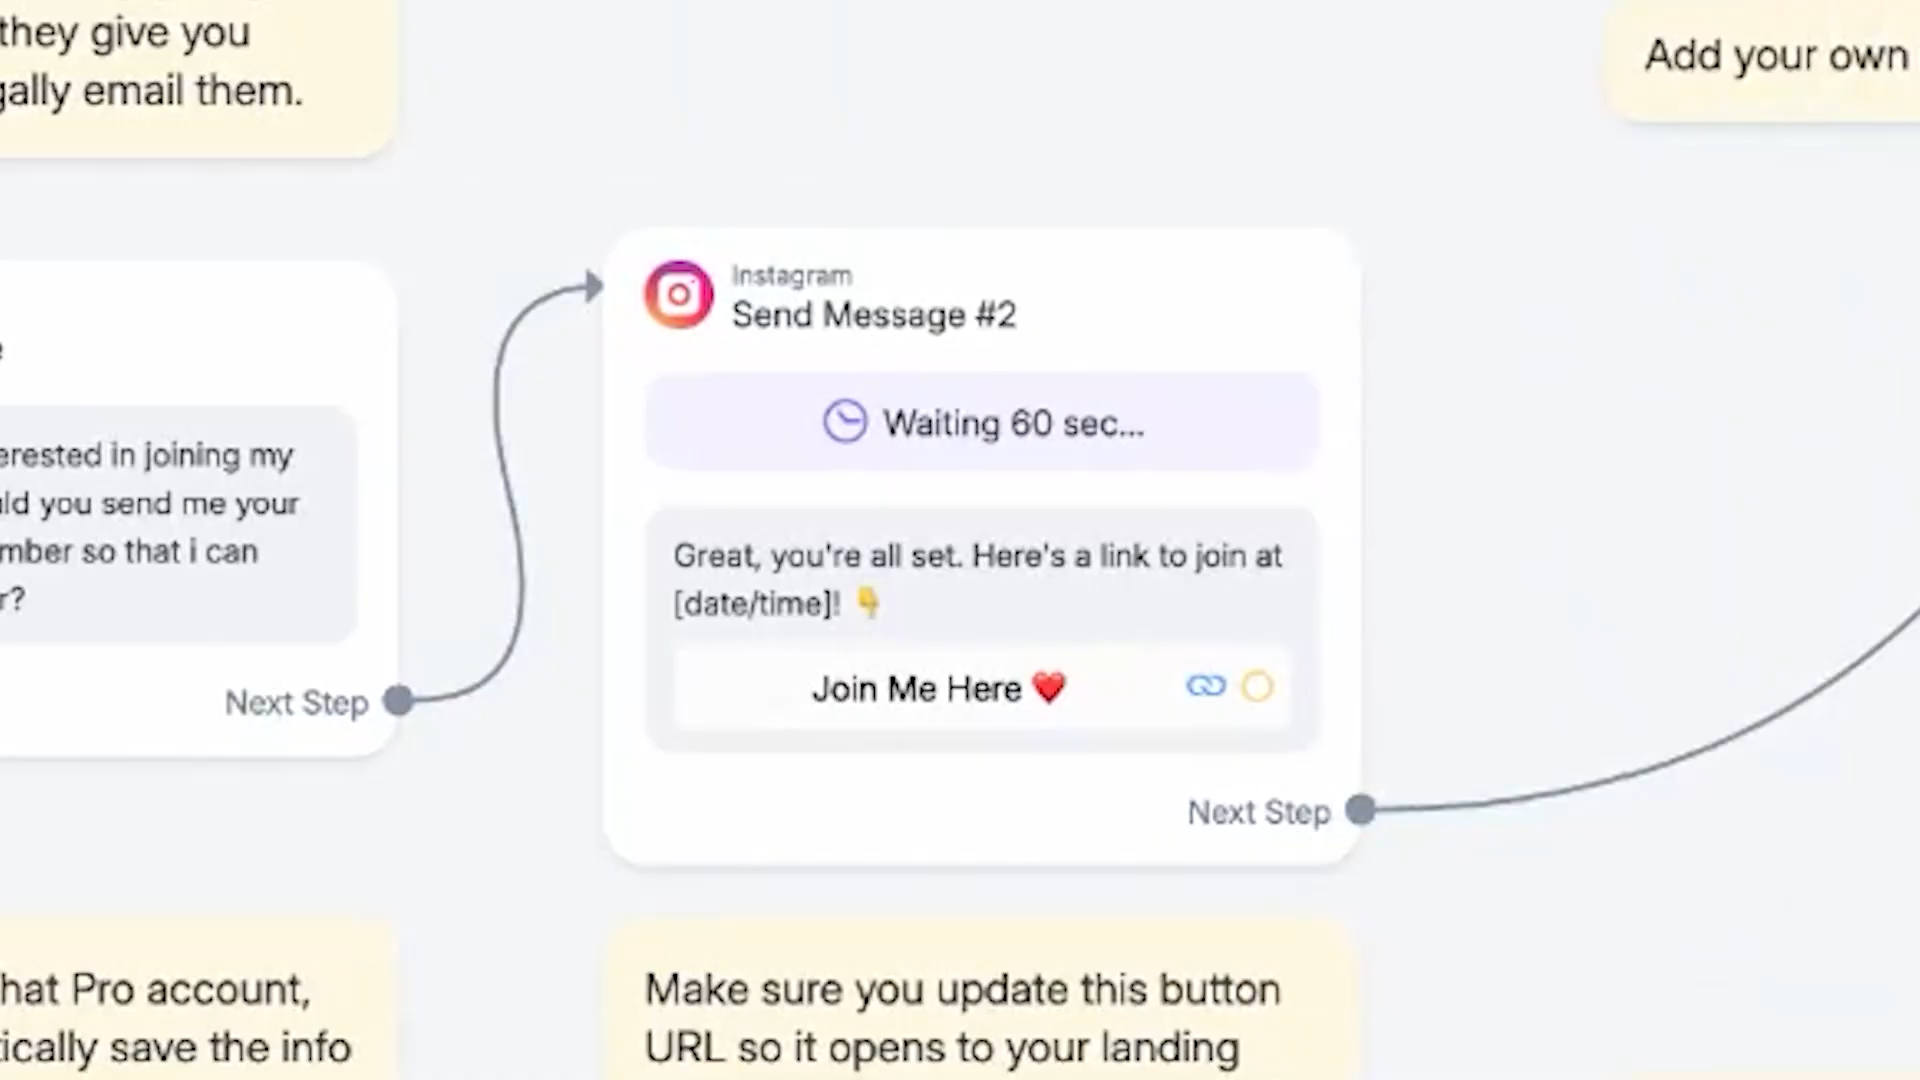 they give you
gally email them.
Add your own
erested in joining my
uld you send me your
mber so that i can
r?
Next Step
Instagram
Send Message #2
Waiting 60 sec...
Great, you're all set. Here's a link to join at
[date/time]! 👇
Join Me Here ❤️
Next Step
hat Pro account,
tically save the info
Make sure you update this button
URL so it opens to your landing